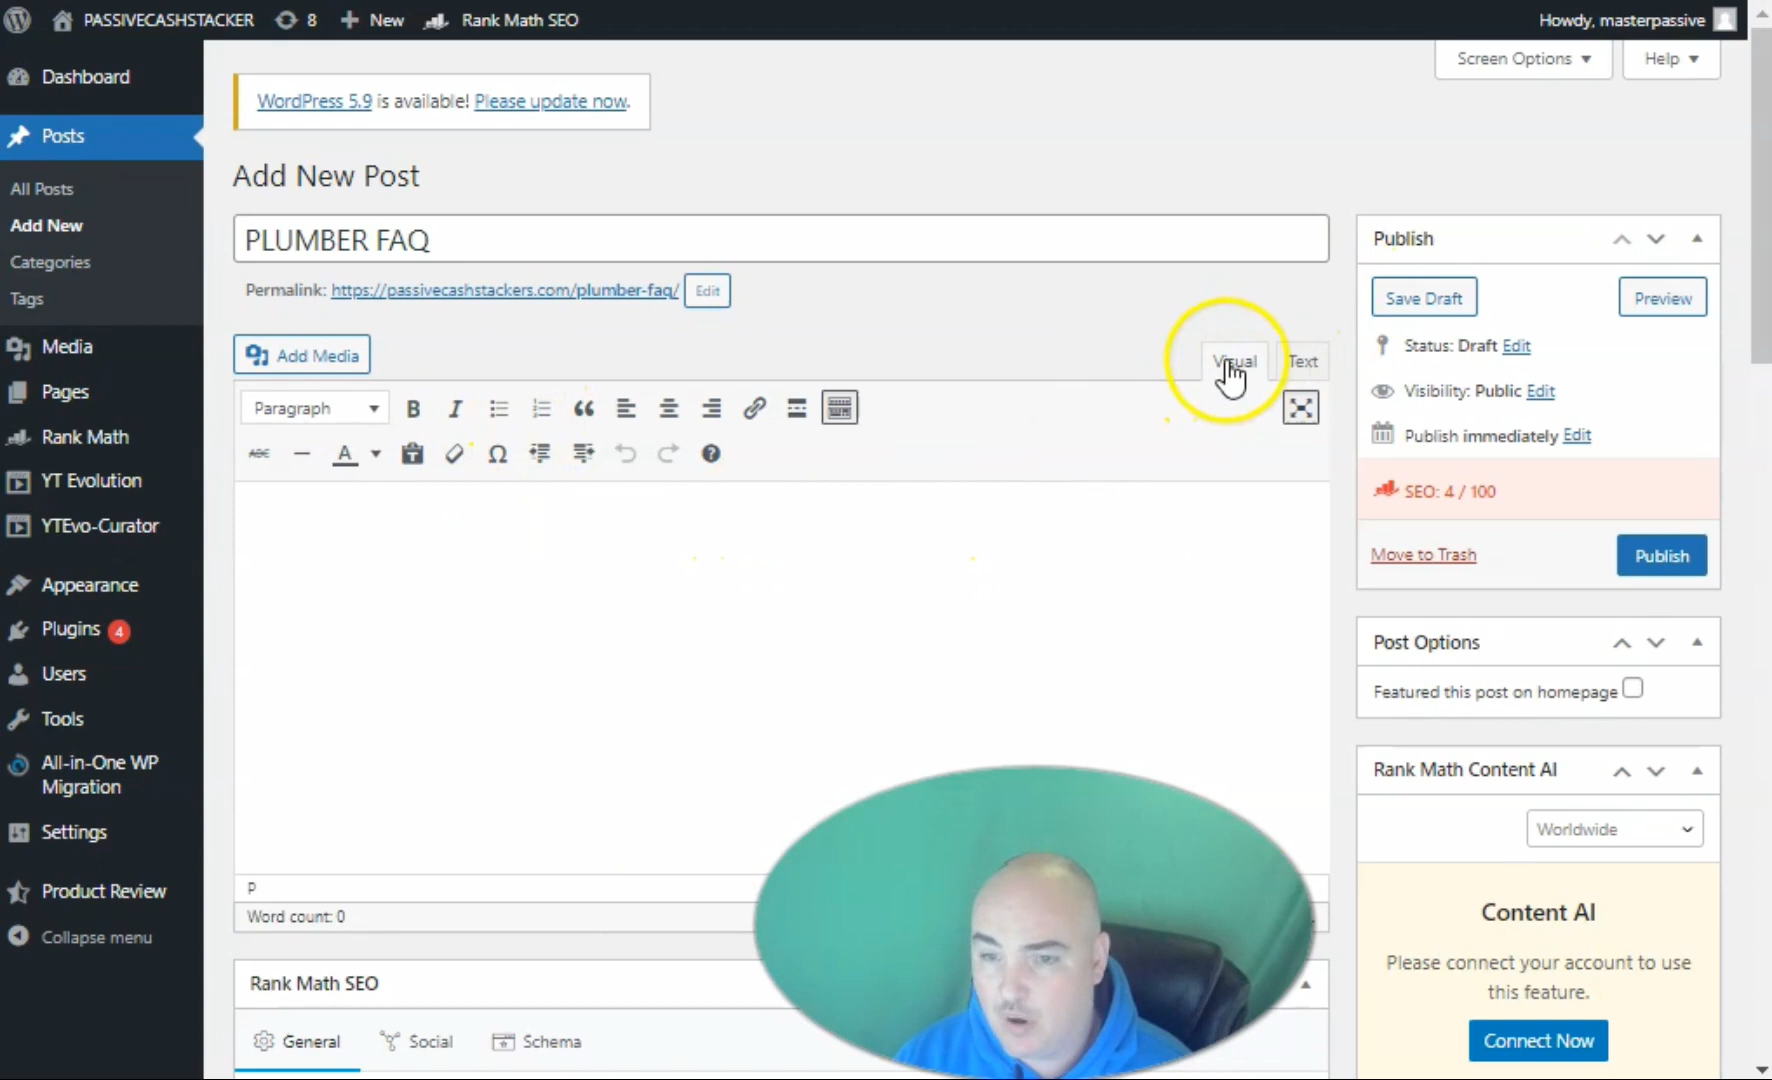 PASSIVECASHSTACKER 8 New Rank Math SEO Howdy, masterpassive
Screen Options Help
Dashboard
Posts
All Posts
Add New
Categories
Tags
Media
Pages
Rank Math
YT Evolution
YTEvo-Curator
Appearance
Plugins 4
Users
Tools
All-in-One WP
Migration
Settings
Product Review
Collapse menu
WordPress 5.9 is available! Please update now.
Add New Post
PLUMBER FAQ
Permalink: https://passivecashstackers.com/plumber-faq/ Edit
Add Media
Visual Text
Paragraph B I
ABC A Ω
P
Word count: 0
Rank Math SEO
General Social Schema
Publish
Save Draft Preview
Status: Draft Edit
Visibility: Public Edit
Publish immediately Edit
SEO: 4 / 100
Move to Trash Publish
Post Options
Featured this post on homepage
Rank Math Content AI
Worldwide
Content AI
Please connect your account to use
this feature.
Connect Now